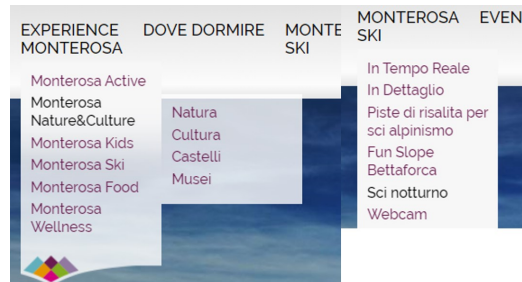 EXPERIENCE
MONTEROSA
DOVE DORMIRE
MONTE
SKI
Monterosa Active
Monterosa
Nature&Culture
Monterosa Kids
Monterosa Ski
Monterosa Food
Monterosa
Wellness
Natura
Cultura
Castelli
Musei
MONTEROSA
SKI
EVEN
In Tempo Reale
In Dettaglio
Piste di risalita per
sci alpinismo
Fun Slope
Bettaforca
Sci notturno
Webcam